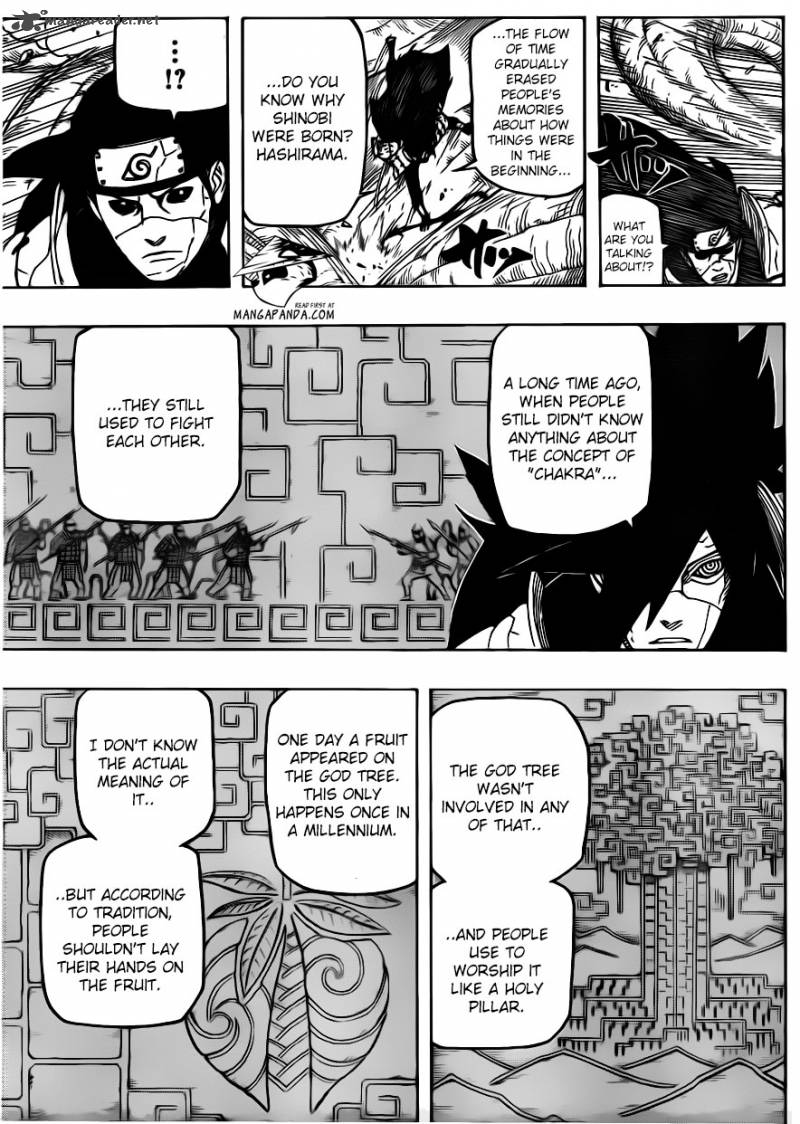 mangareader.net
WHAT
ARE YOU
TALKING
ABOUT!?
...THE FLOW
OF TIME
GRADUALLY
ERASED
PEOPLE'S
MEMORIES
ABOUT HOW
THINGS WERE
IN THE
BEGINNING...
...DO YOU
KNOW WHY
SHINOBI
WERE BORN?
HASHIRAMA.
...
!?
READ FIRST AT
MANGAPANDA.COM
A LONG TIME AGO,
WHEN PEOPLE
STILL DIDN'T KNOW
ANYTHING ABOUT
THE CONCEPT OF
"CHAKRA"...
...THEY STILL
USED TO FIGHT
EACH OTHER.
THE GOD TREE
WASN'T
INVOLVED IN ANY
OF THAT..
..AND PEOPLE
USE TO
WORSHIP IT
LIKE A HOLY
PILLAR.
ONE DAY A FRUIT
APPEARED ON
THE GOD TREE.
THIS ONLY
HAPPENS ONCE IN
A MILLENNIUM.
I DON'T KNOW
THE ACTUAL
MEANING OF
IT..
..BUT ACCORDING
TO TRADITION,
PEOPLE
SHOULDN'T LAY
THEIR HANDS ON
THE FRUIT.